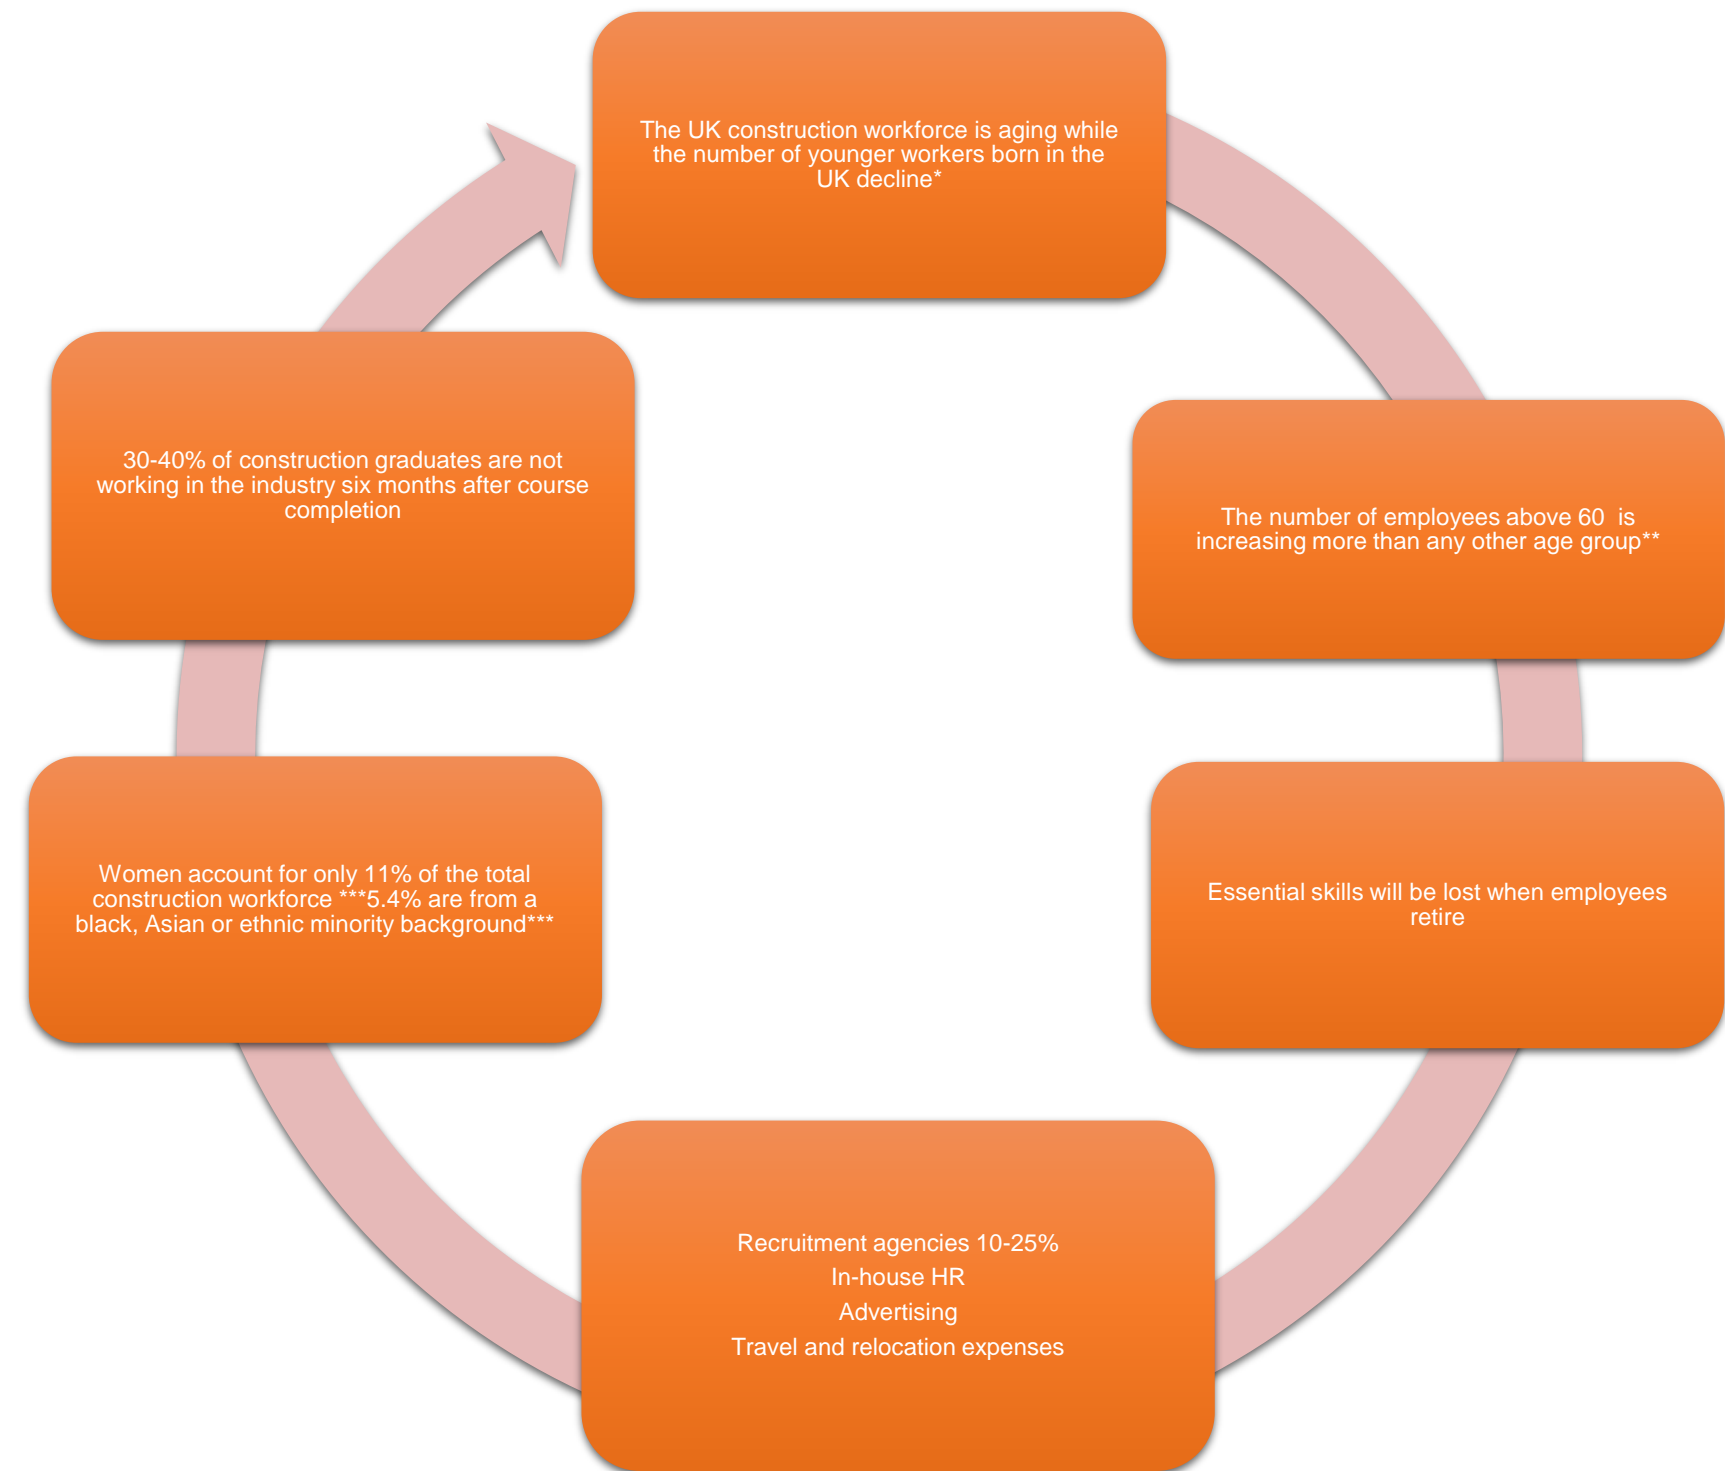 The UK construction workforce is aging while
the number of younger workers born in the
UK decline*
The number of employees above 60  is
increasing more than any other age group**
Essential skills will be lost when employees
retire
Recruitment agencies 10-25%
In-house HR
Advertising
Travel and relocation expenses
Women account for only 11% of the total
construction workforce ***5.4% are from a
black, Asian or ethnic minority background***
30-40% of construction graduates are not
working in the industry six months after course
completion